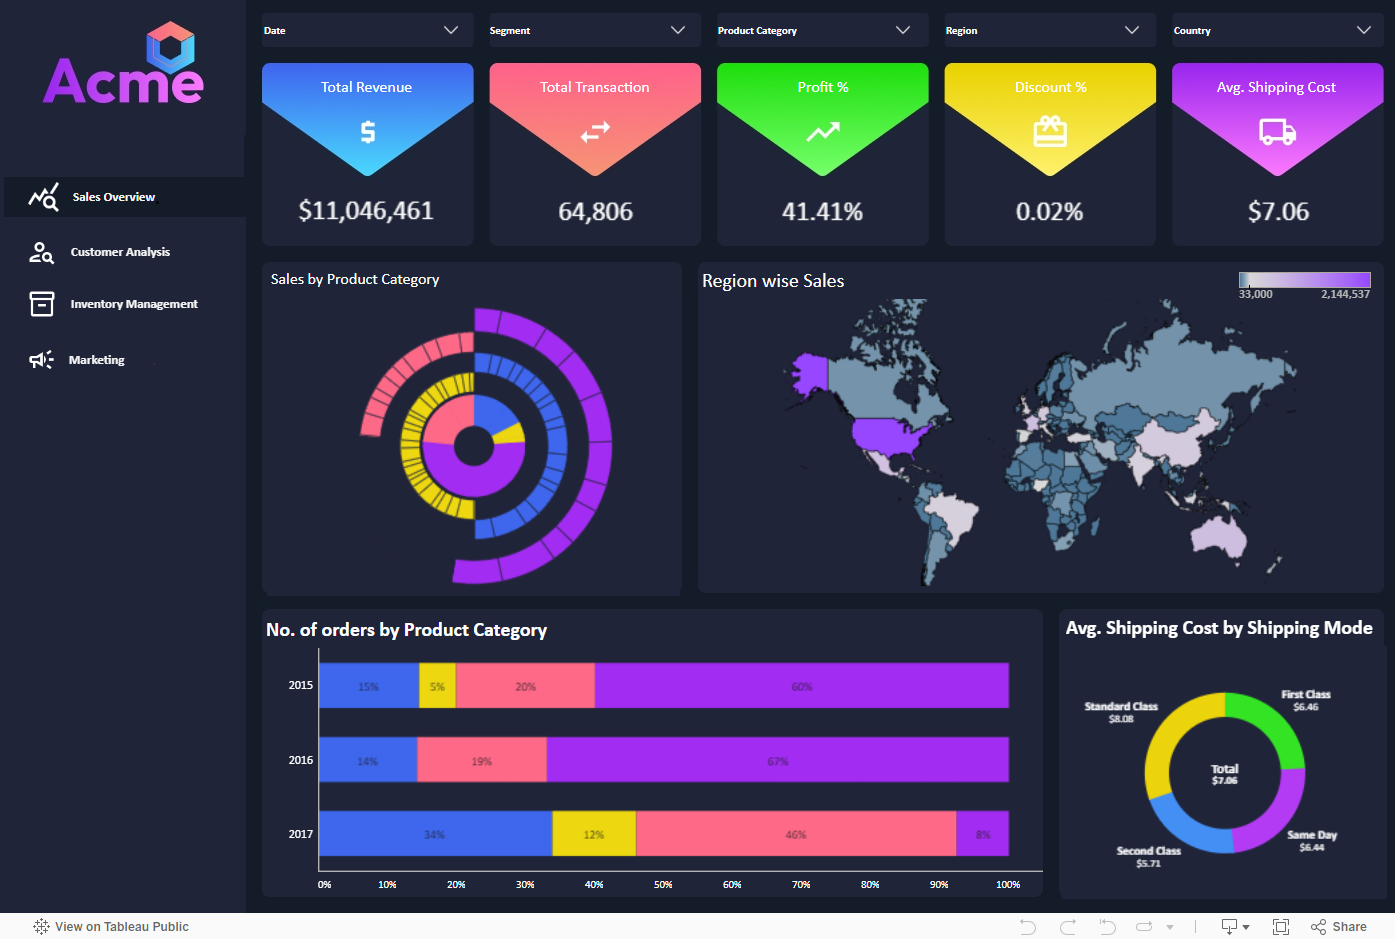 Acme
Date
Segment
Product Category
Region
Country
Total Revenue
Total Transaction
Profit %
Discount %
Avg. Shipping Cost
$11,046,461
64,806
41.41%
0.02%
$7.06
Sales Overview
Customer Analysis
Inventory Management
Marketing
Sales by Product Category
Region wise Sales
33,000
2,144,537
No. of orders by Product Category
2015
15%
5%
20%
60%
2016
14%
19%
67%
2017
34%
12%
46%
8%
0%
10%
20%
30%
40%
50%
60%
70%
80%
90%
100%
Avg. Shipping Cost by Shipping Mode
First Class
$6.46
Standard Class
$8.08
Total
$7.06
Same Day
$6.44
Second Class
$5.71
View on Tableau Public
Share